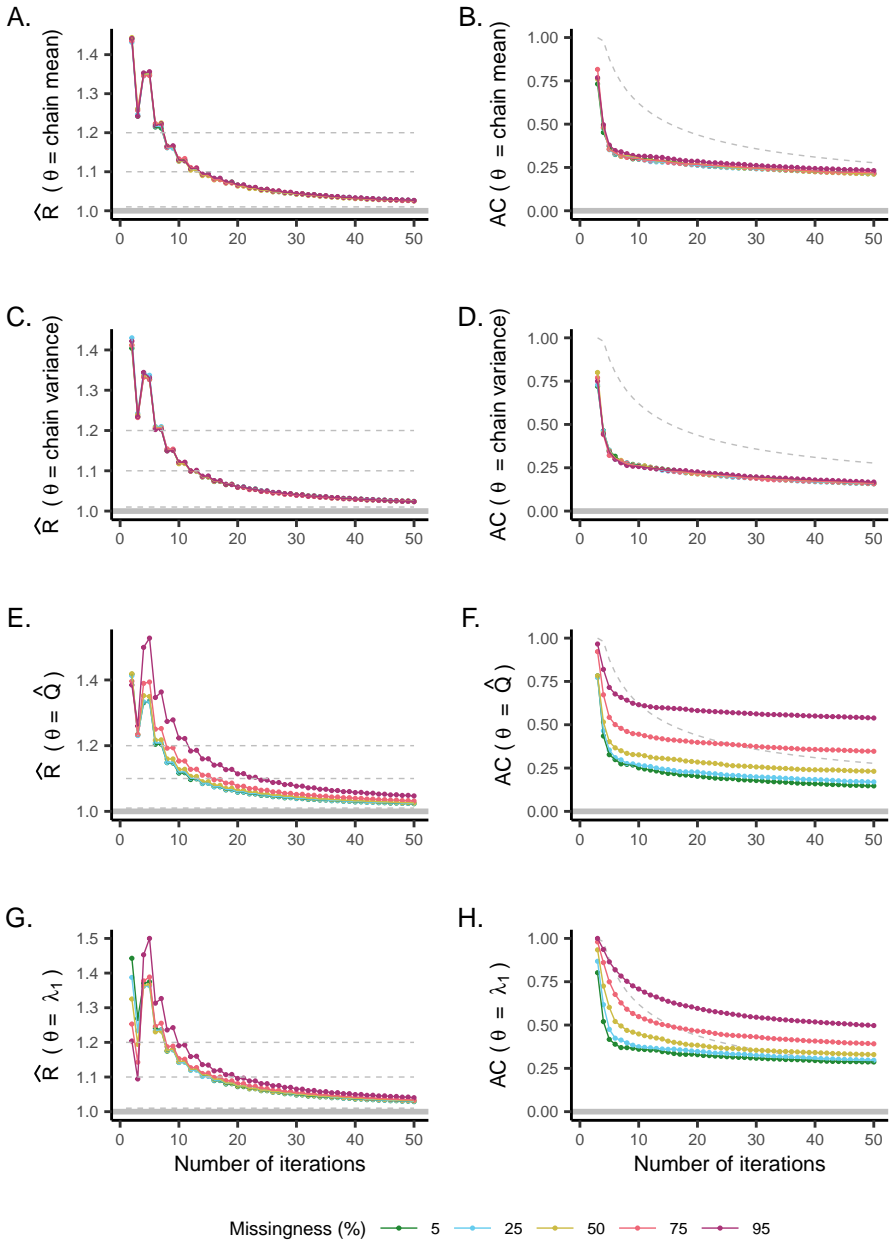 A.
R̂ ( θ = chain mean)
1.4
1.3
1.2
1.1
1.0
0 10 20 30 40 50
B.
AC ( θ = chain mean)
1.00
0.75
0.50
0.25
0.00
0 10 20 30 40 50
C.
R̂ ( θ = chain variance)
1.4
1.3
1.2
1.1
1.0
0 10 20 30 40 50
D.
AC ( θ = chain variance)
1.00
0.75
0.50
0.25
0.00
0 10 20 30 40 50
E.
R̂ ( θ = Q̂ )
1.4
1.2
1.0
0 10 20 30 40 50
F.
AC ( θ = Q̂ )
1.00
0.75
0.50
0.25
0.00
0 10 20 30 40 50
G.
R̂ ( θ = λ₁ )
1.5
1.4
1.3
1.2
1.1
1.0
0 10 20 30 40 50
Number of iterations
H.
AC ( θ = λ₁ )
1.00
0.75
0.50
0.25
0.00
0 10 20 30 40 50
Number of iterations
Missingness (%) 5 25 50 75 95